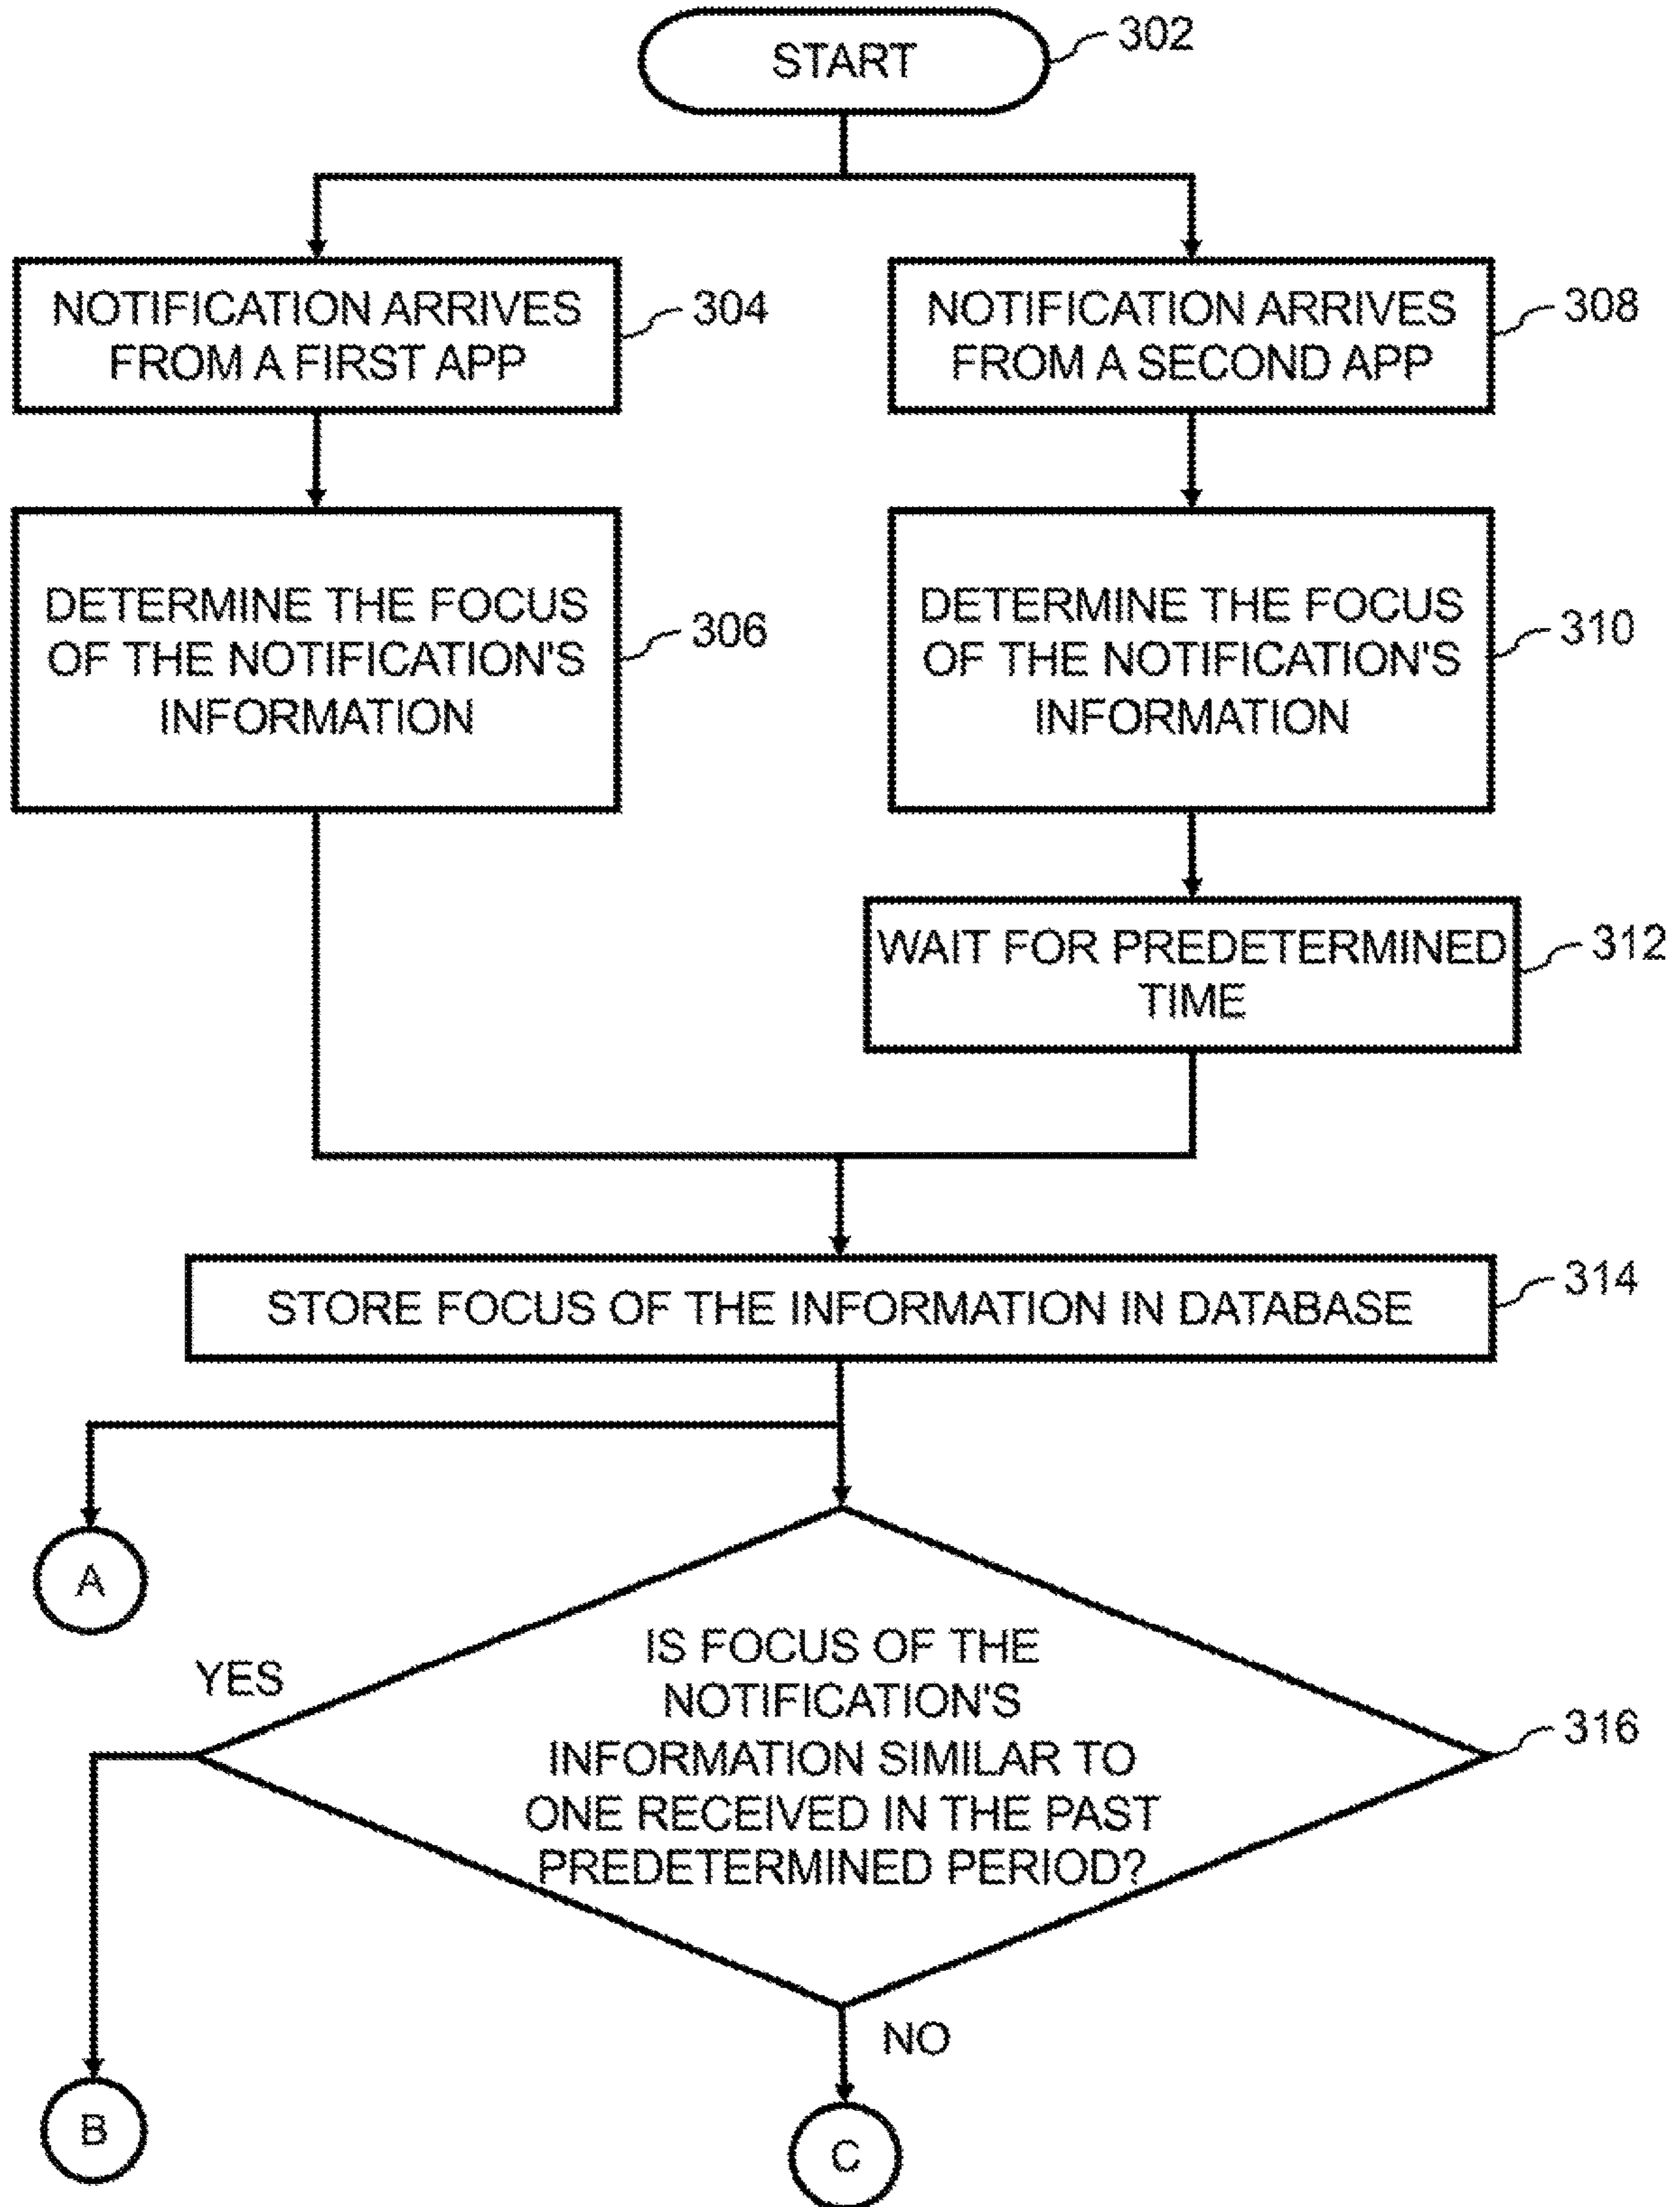 START
302
NOTIFICATION ARRIVES
FROM A FIRST APP
304
NOTIFICATION ARRIVES
FROM A SECOND APP
308
DETERMINE THE FOCUS
OF THE NOTIFICATION'S
INFORMATION
306
DETERMINE THE FOCUS
OF THE NOTIFICATION'S
INFORMATION
310
WAIT FOR PREDETERMINED
TIME
312
STORE FOCUS OF THE INFORMATION IN DATABASE
314
A
IS FOCUS OF THE
NOTIFICATION'S
INFORMATION SIMILAR TO
ONE RECEIVED IN THE PAST
PREDETERMINED PERIOD?
316
YES
NO
B
C